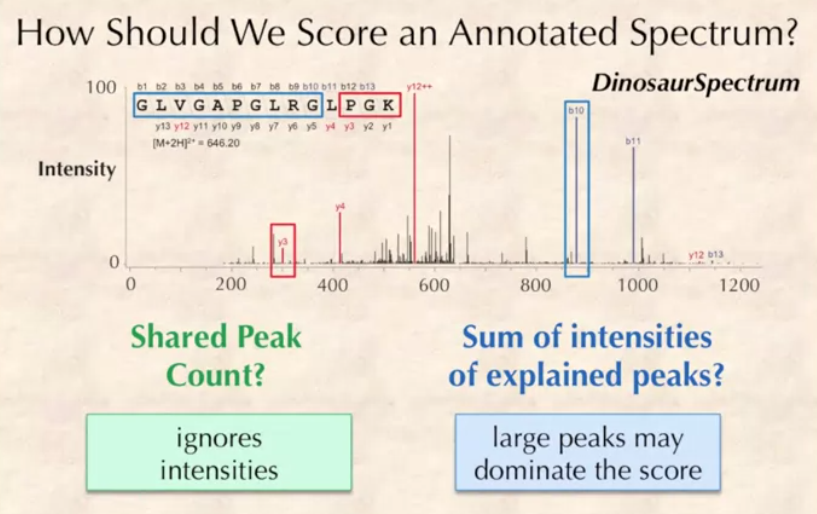 How Should We Score an Annotated Spectrum?
DinosaurSpectrum
100
b1 b2 b3 b4 b5 b6 b7 b8 b9 b10 b11 b12 b13
G L V G A P G L R G L P G K
y13 y12 y11 y10 y9 y8 y7 y6 y5 y4 y3 y2 y1
[M+2H]²⁺ = 646.20
y12++
b10
b11
Intensity
y4
y3
y12 b13
0
0 200 400 600 800 1000 1200
Shared Peak
Count?
Sum of intensities
of explained peaks?
ignores
intensities
large peaks may
dominate the score